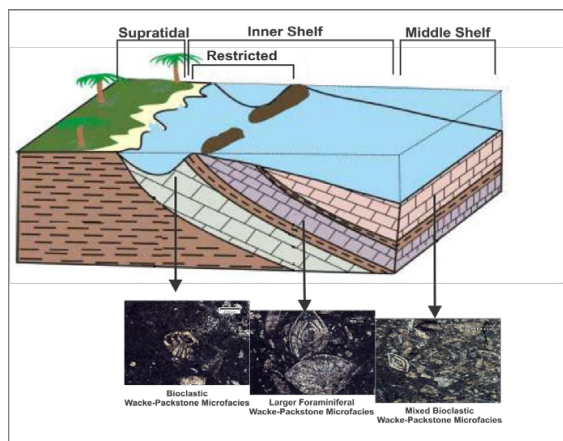 Supratidal
Inner Shelf
Middle Shelf
Restricted
Bioclastic
Wacke-Packstone Microfacies
Larger Foraminiferal
Wacke-Packstone Microfacies
Mixed Bioclastic
Wacke-Packstone Microfacies